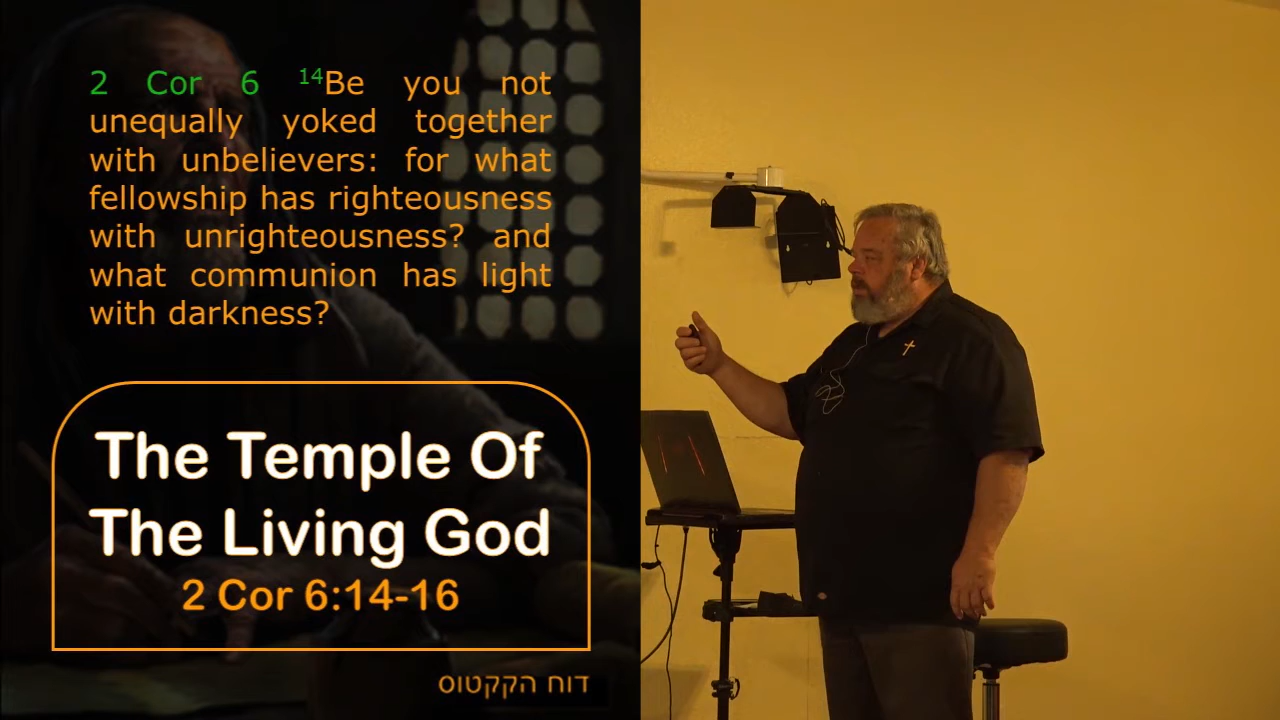 2 Cor 6 ¹⁴Be you not
unequally yoked together
with unbelievers: for what
fellowship has righteousness
with unrighteousness? and
what communion has light
with darkness?
The Temple Of
The Living God
2 Cor 6:14-16
דוח הקקטוס